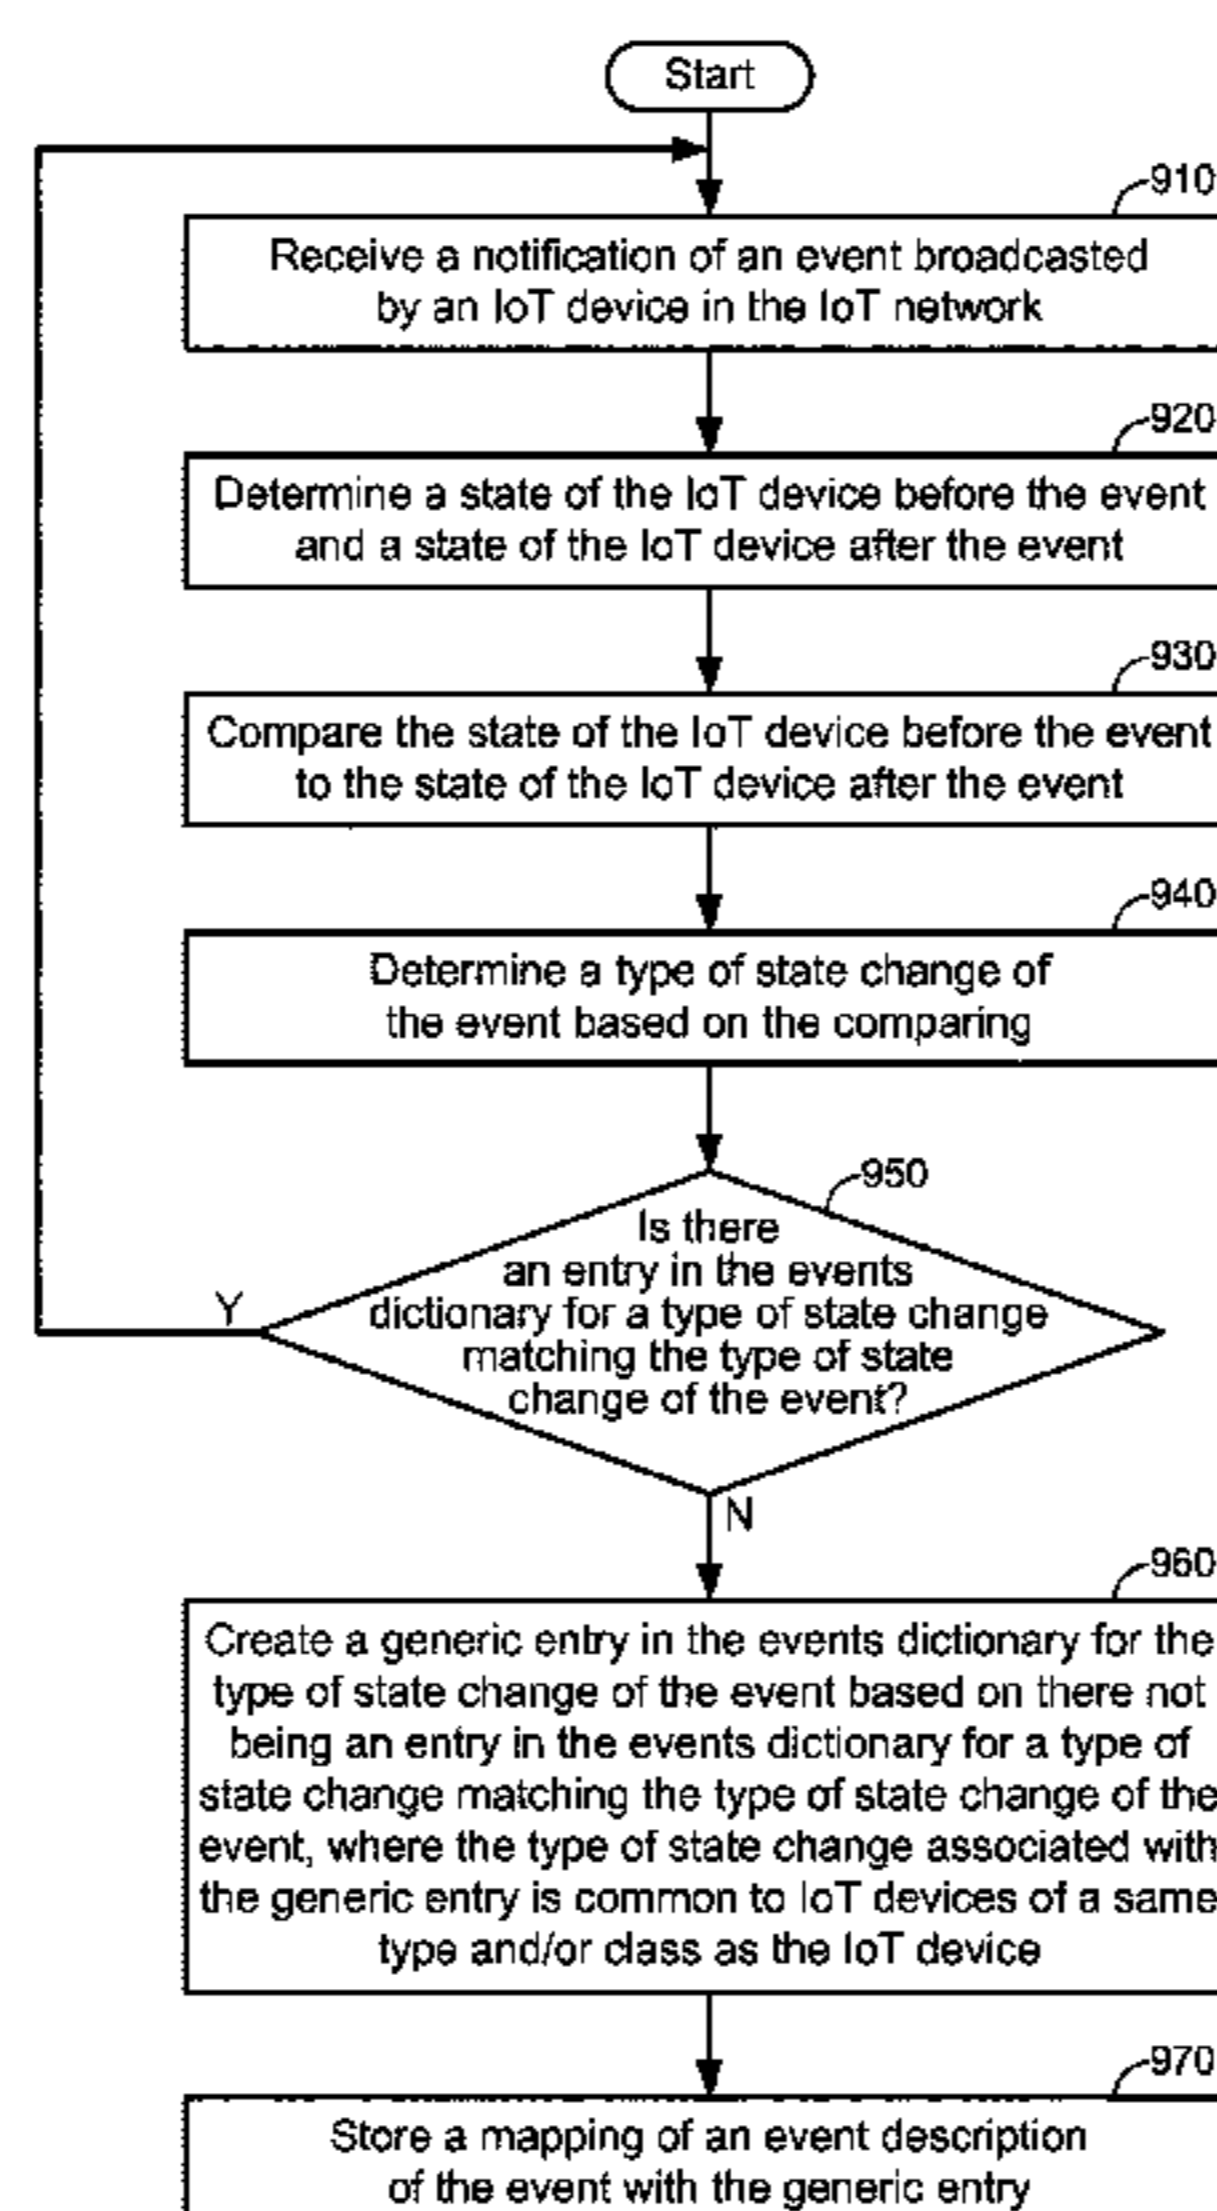 Start
910
Receive a notification of an event broadcasted
by an IoT device in the IoT network
920
Determine a state of the IoT device before the event
and a state of the IoT device after the event
930
Compare the state of the IoT device before the event
to the state of the IoT device after the event
940
Determine a type of state change of
the event based on the comparing
950
Is there
an entry in the events
dictionary for a type of state change
matching the type of state
change of the event?
Y
N
960
Create a generic entry in the events dictionary for the
type of state change of the event based on there not
being an entry in the events dictionary for a type of
state change matching the type of state change of the
event, where the type of state change associated with
the generic entry is common to IoT devices of a same
type and/or class as the IoT device
970
Store a mapping of an event description
of the event with the generic entry